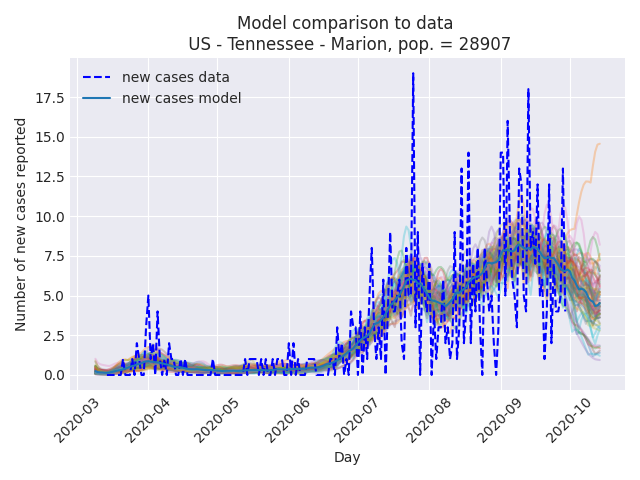 Model comparison to data
US - Tennessee - Marion, pop. = 28907
new cases data
new cases model
Number of new cases reported
17.5
15.0
12.5
10.0
7.5
5.0
2.5
0.0
2020-03
2020-04
2020-05
2020-06
2020-07
2020-08
2020-09
2020-10
Day